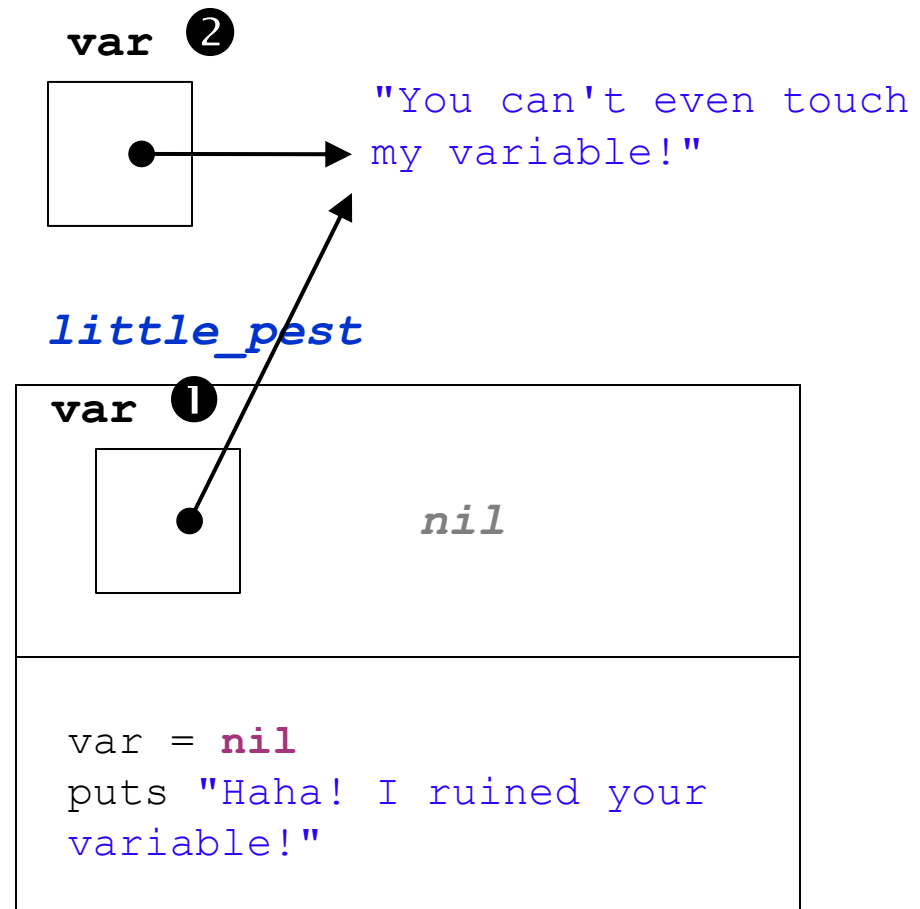 var ❷
"You can't even touch
my variable!"
little_pest
var ❶
nil
var = nil
puts "Haha! I ruined your
variable!"